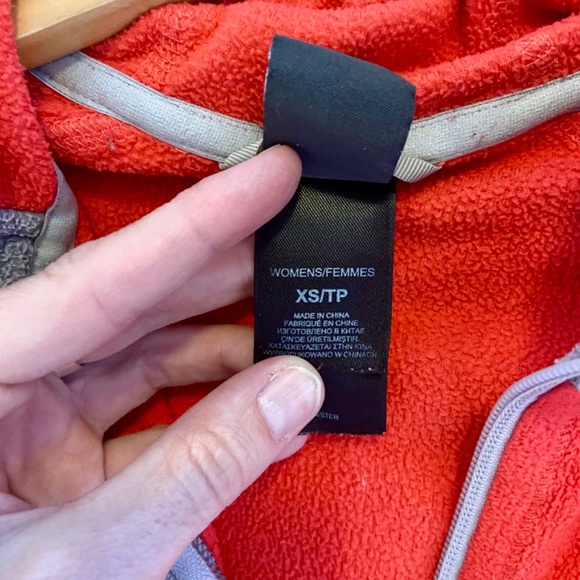 WOMENS/FEMMES
XS/TP
MADE IN CHINA
FABRIQUÉ EN CHINE
ИЗГОТОВЛЕНО В КИТАЕ
ÇIN'DE ÜRETILMIŞTIR.
ΚΑΤΑΣΚΕΥΑΖΕΤΑΙ ΣΤΗΝ ΚΙΝΑ
WYPRODUKOWANO W CHINACH